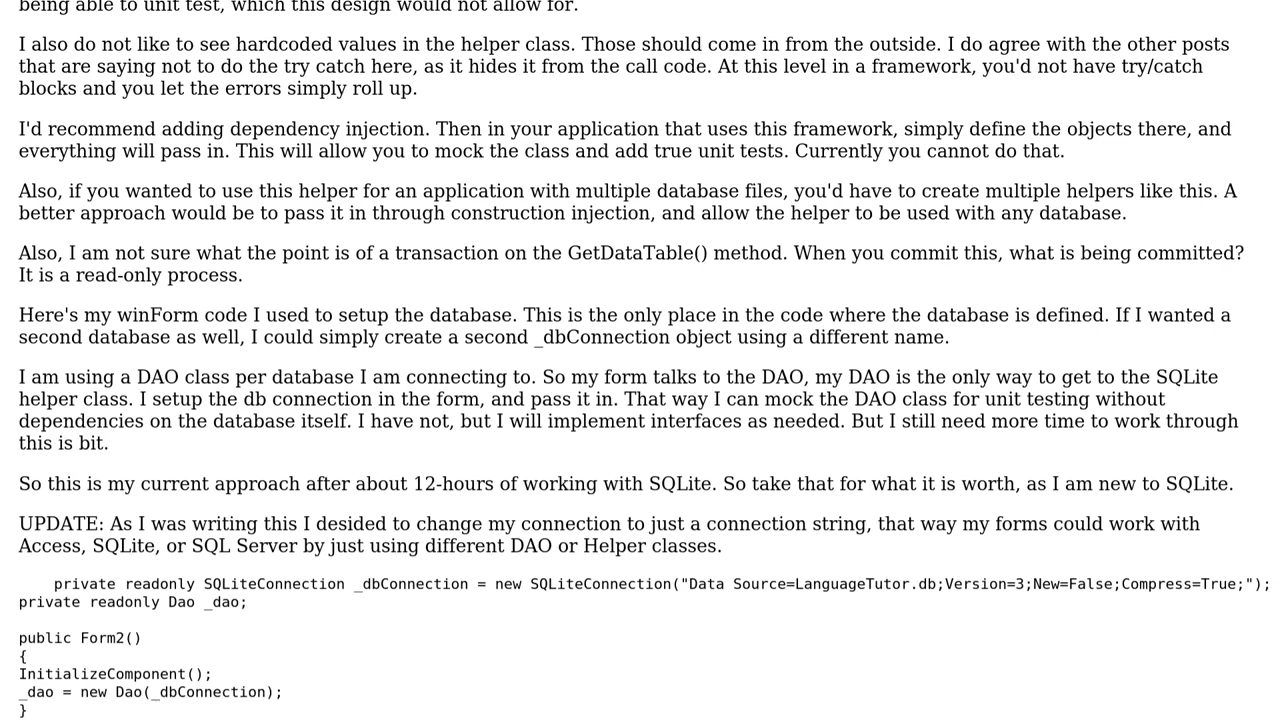 being able to unit test, which this design would not allow for.
I also do not like to see hardcoded values in the helper class. Those should come in from the outside. I do agree with the other posts
that are saying not to do the try catch here, as it hides it from the call code. At this level in a framework, you'd not have try/catch
blocks and you let the errors simply roll up.
I'd recommend adding dependency injection. Then in your application that uses this framework, simply define the objects there, and
everything will pass in. This will allow you to mock the class and add true unit tests. Currently you cannot do that.
Also, if you wanted to use this helper for an application with multiple database files, you'd have to create multiple helpers like this. A
better approach would be to pass it in through construction injection, and allow the helper to be used with any database.
Also, I am not sure what the point is of a transaction on the GetDataTable() method. When you commit this, what is being committed?
It is a read-only process.
Here's my winForm code I used to setup the database. This is the only place in the code where the database is defined. If I wanted a
second database as well, I could simply create a second _dbConnection object using a different name.
I am using a DAO class per database I am connecting to. So my form talks to the DAO, my DAO is the only way to get to the SQLite
helper class. I setup the db connection in the form, and pass it in. That way I can mock the DAO class for unit testing without
dependencies on the database itself. I have not, but I will implement interfaces as needed. But I still need more time to work through
this is bit.
So this is my current approach after about 12-hours of working with SQLite. So take that for what it is worth, as I am new to SQLite.
UPDATE: As I was writing this I desided to change my connection to just a connection string, that way my forms could work with
Access, SQLite, or SQL Server by just using different DAO or Helper classes.
private readonly SQLiteConnection _dbConnection = new SQLiteConnection("Data Source=LanguageTutor.db;Version=3;New=False;Compress=True;");
private readonly Dao _dao;
public Form2()
{
InitializeComponent();
_dao = new Dao(_dbConnection);
}